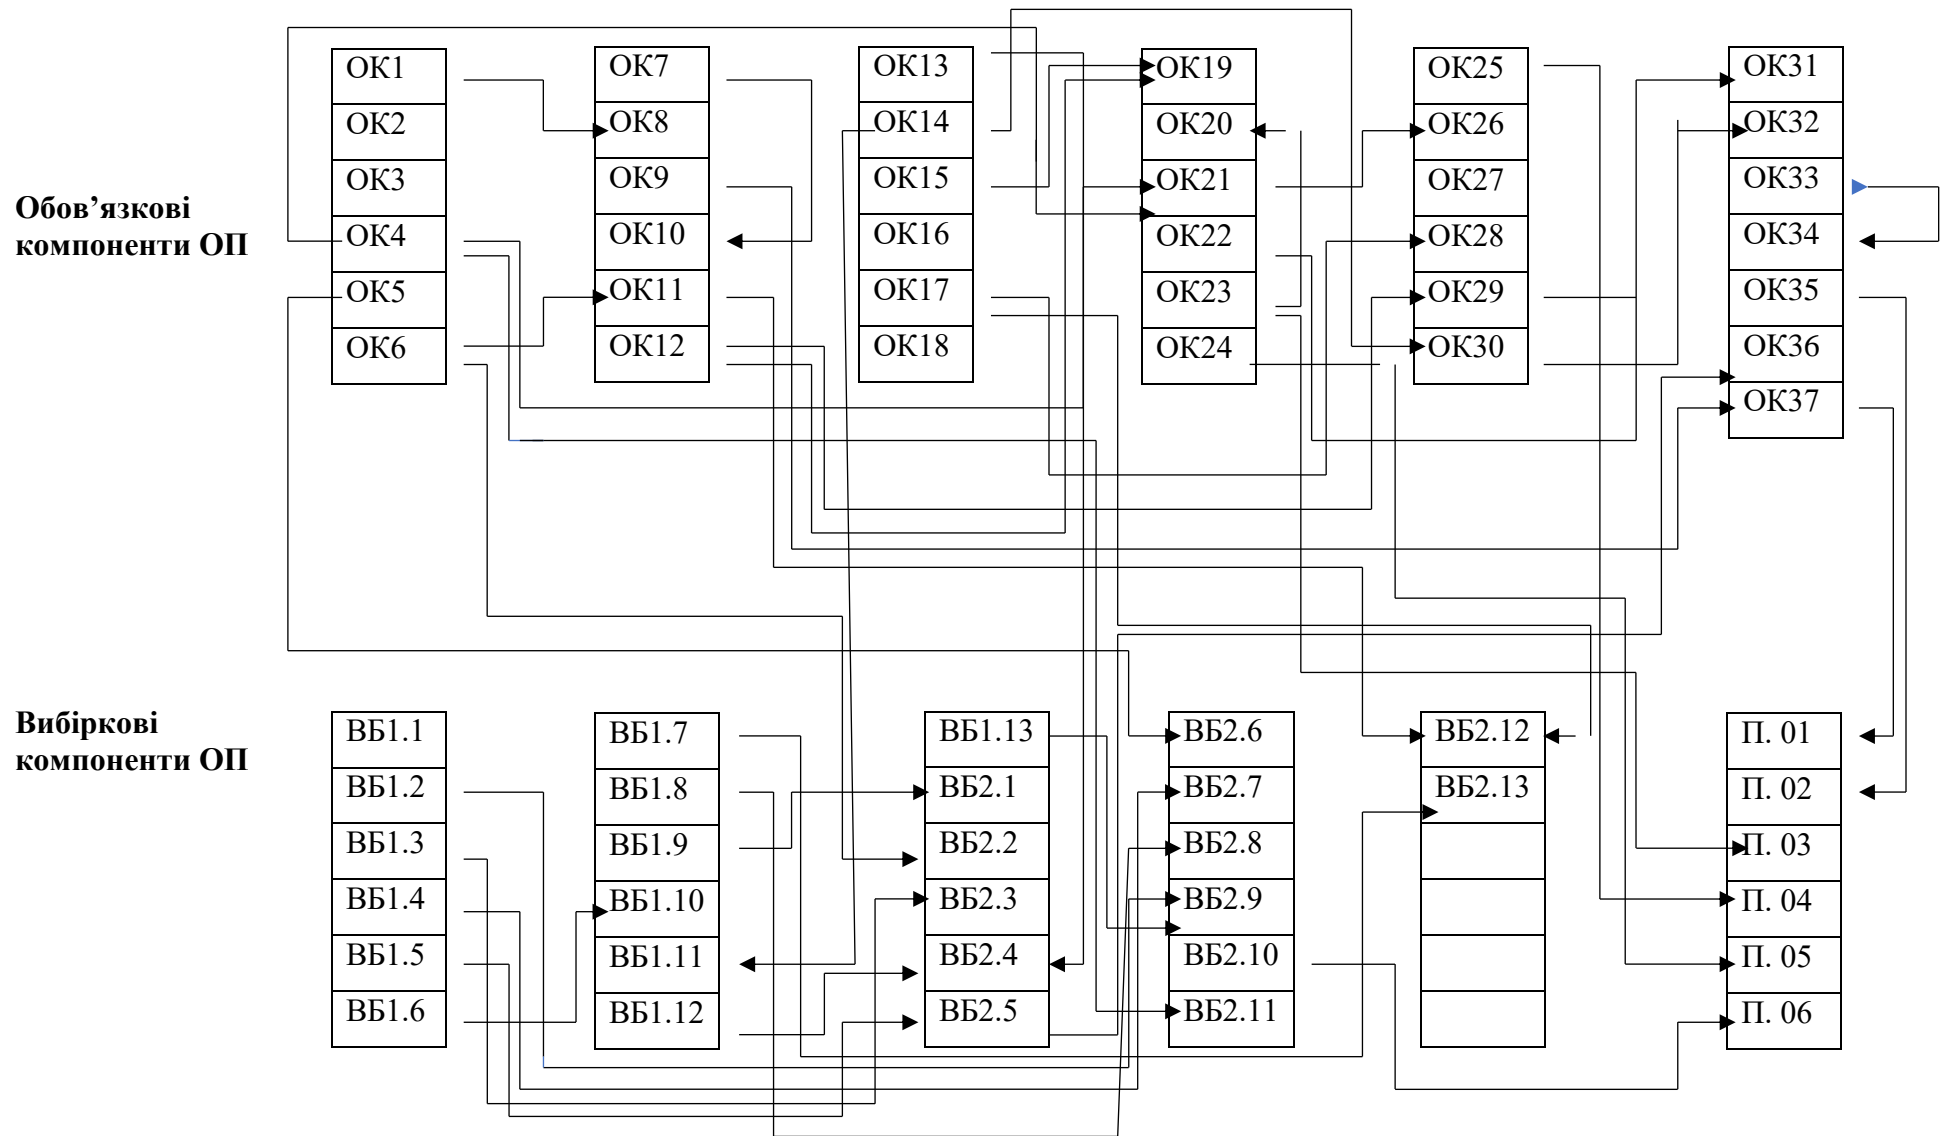 Обов’язкові
компоненти ОП
ОК1
ОК2
ОК3
ОК4
ОК5
ОК6
ОК7
ОК8
ОК9
ОК10
ОК11
ОК12
ОК13
ОК14
ОК15
ОК16
ОК17
ОК18
ОК19
ОК20
ОК21
ОК22
ОК23
ОК24
ОК25
ОК26
ОК27
ОК28
ОК29
ОК30
ОК31
ОК32
ОК33
ОК34
ОК35
ОК36
ОК37
Вибіркові
компоненти ОП
ВБ1.1
ВБ1.2
ВБ1.3
ВБ1.4
ВБ1.5
ВБ1.6
ВБ1.7
ВБ1.8
ВБ1.9
ВБ1.10
ВБ1.11
ВБ1.12
ВБ1.13
ВБ2.1
ВБ2.2
ВБ2.3
ВБ2.4
ВБ2.5
ВБ2.6
ВБ2.7
ВБ2.8
ВБ2.9
ВБ2.10
ВБ2.11
ВБ2.12
ВБ2.13
П. 01
П. 02
П. 03
П. 04
П. 05
П. 06